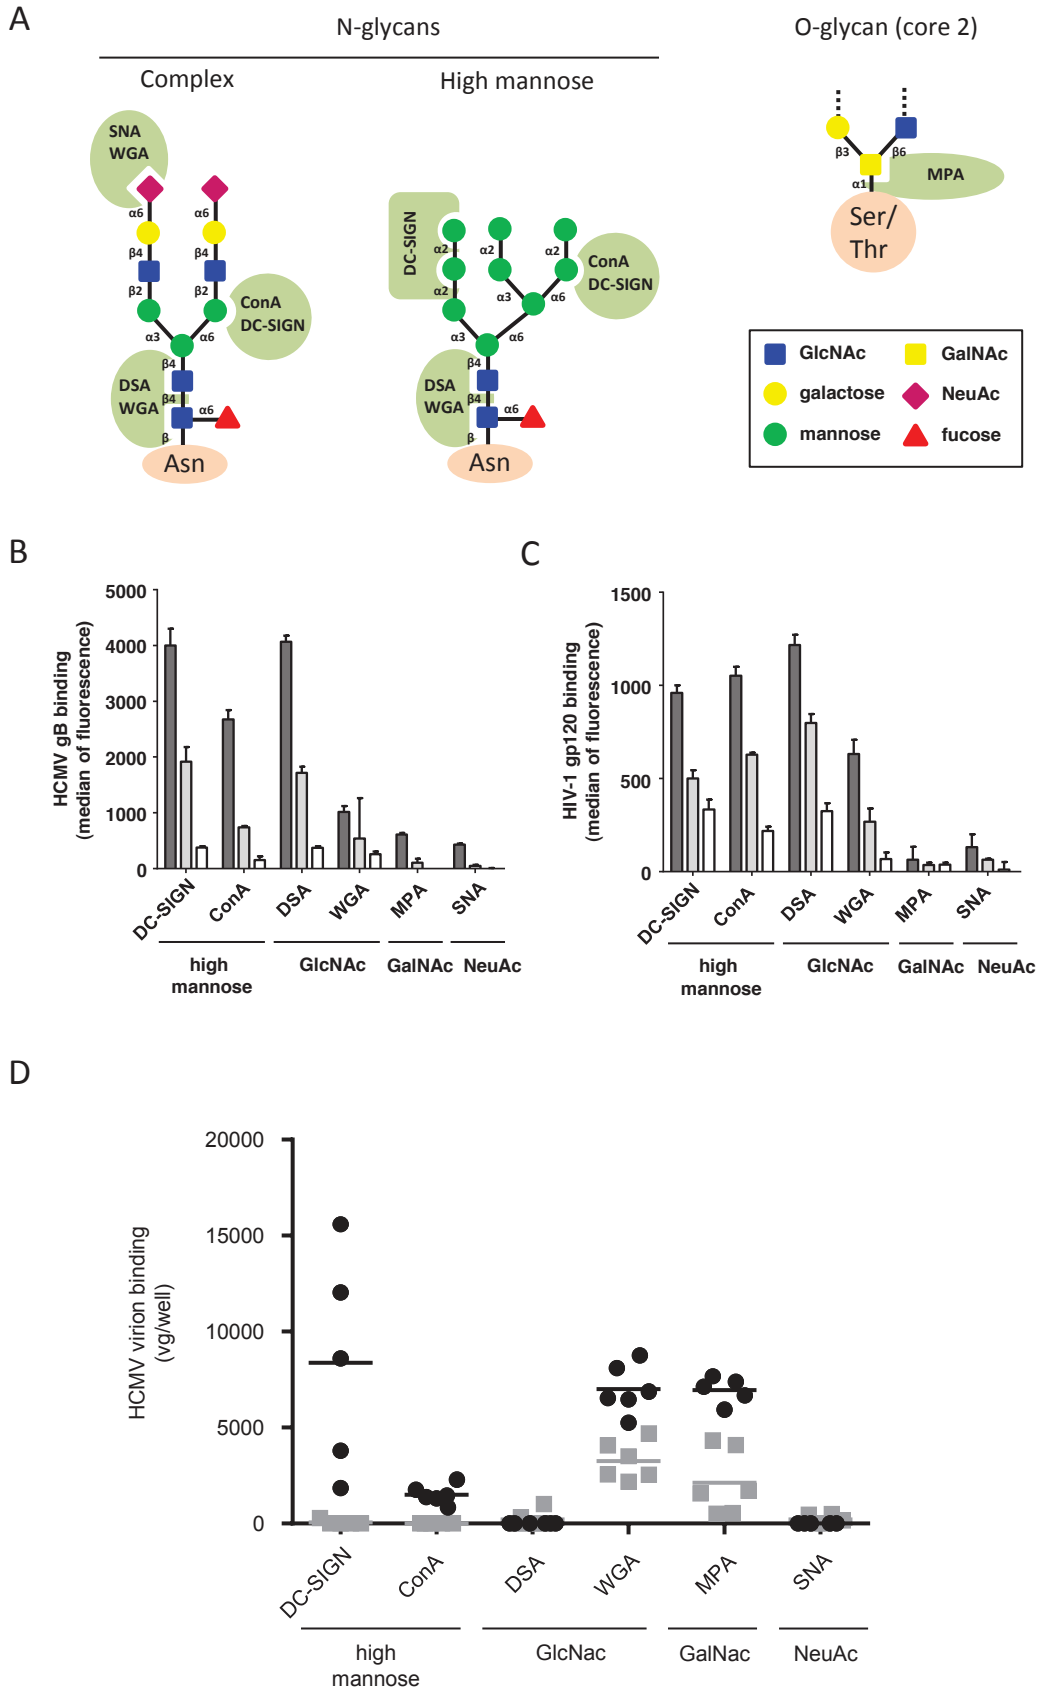 A
N-glycans
O-glycan (core 2)
Complex
High mannose
SNA
WGA
α6
α6
β4
β4
β2
β2
ConA
DC-SIGN
α3
α6
β4
DSA
WGA
β4
α6
β
Asn
DC-SIGN
α2
α2
α2
α2
ConA
DC-SIGN
α3
α6
α3
α6
β4
DSA
WGA
β4
α6
β
Asn
β3
β6
α1
MPA
Ser/
Thr
GlcNAc
GalNAc
galactose
NeuAc
mannose
fucose
B
HCMV gB binding
(median of fluorescence)
5000
4000
3000
2000
1000
0
DC-SIGN
ConA
DSA
WGA
MPA
SNA
high
mannose
GlcNAc
GalNAc
NeuAc
C
HIV-1 gp120 binding
(median of fluorescence)
1500
1000
500
0
DC-SIGN
ConA
DSA
WGA
MPA
SNA
high
mannose
GlcNAc
GalNAc
NeuAc
D
HCMV virion binding
(vg/well)
20000
15000
10000
5000
0
DC-SIGN
ConA
DSA
WGA
MPA
SNA
high
mannose
GlcNac
GalNac
NeuAc